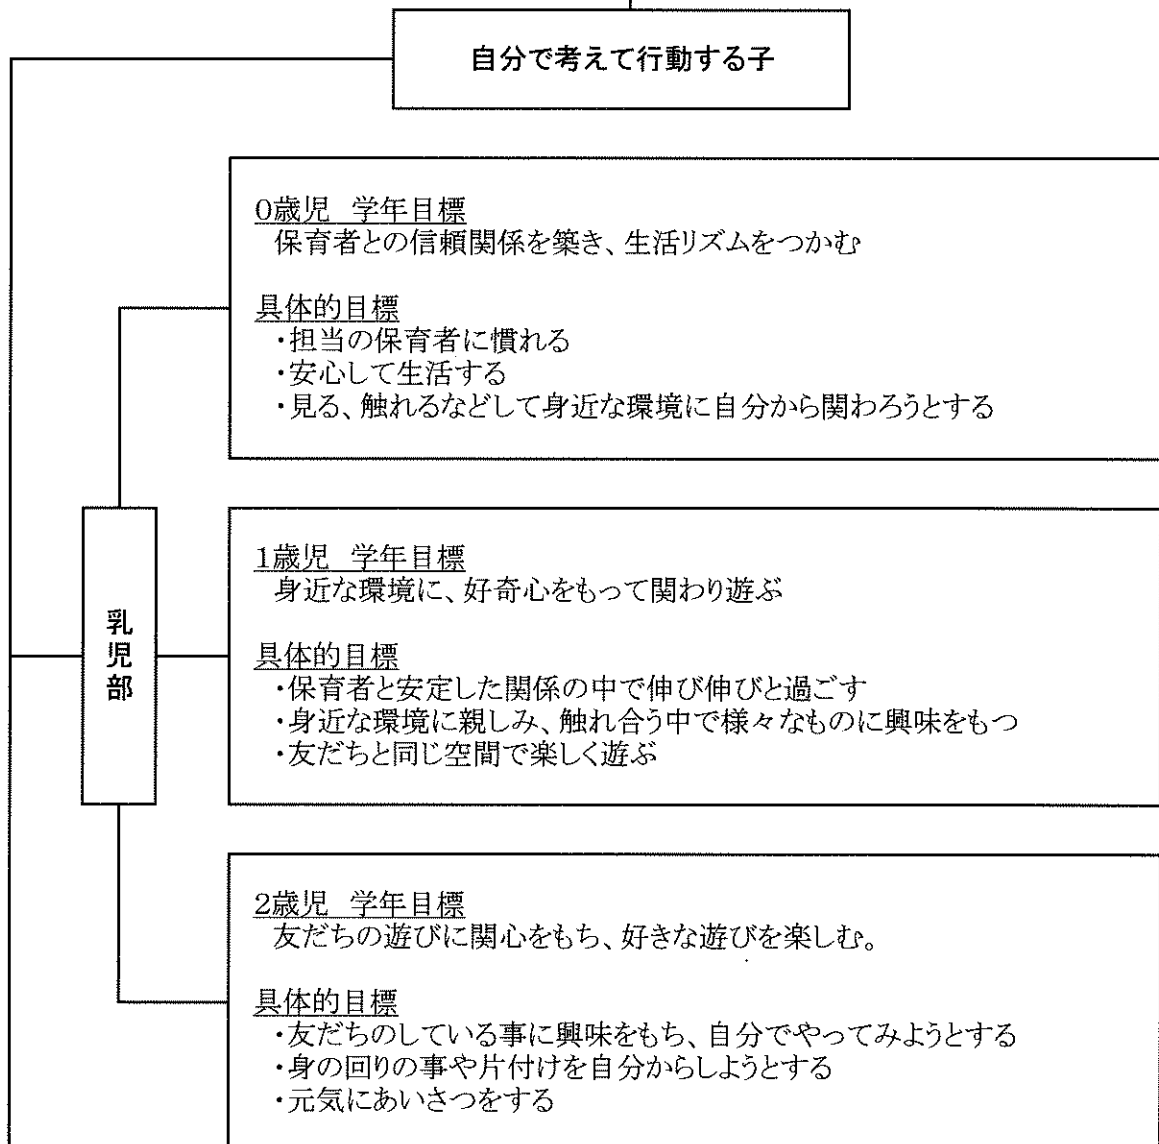 自分で考えて行動する子
0歳児 学年目標
保育者との信頼関係を築き、生活リズムをつかむ
具体的目標
・担当の保育者に慣れる
・安心して生活する
・見る、触れるなどして身近な環境に自分から関わろうとする
乳児部
1歳児 学年目標
身近な環境に、好奇心をもって関わり遊ぶ
具体的目標
・保育者と安定した関係の中で伸び伸びと過ごす
・身近な環境に親しみ、触れ合う中で様々なものに興味をもつ
・友だちと同じ空間で楽しく遊ぶ
2歳児 学年目標
友だちの遊びに関心をもち、好きな遊びを楽しむ。
具体的目標
・友だちのしている事に興味をもち、自分でやってみようとする
・身の回りの事や片付けを自分からしようとする
・元気にあいさつをする